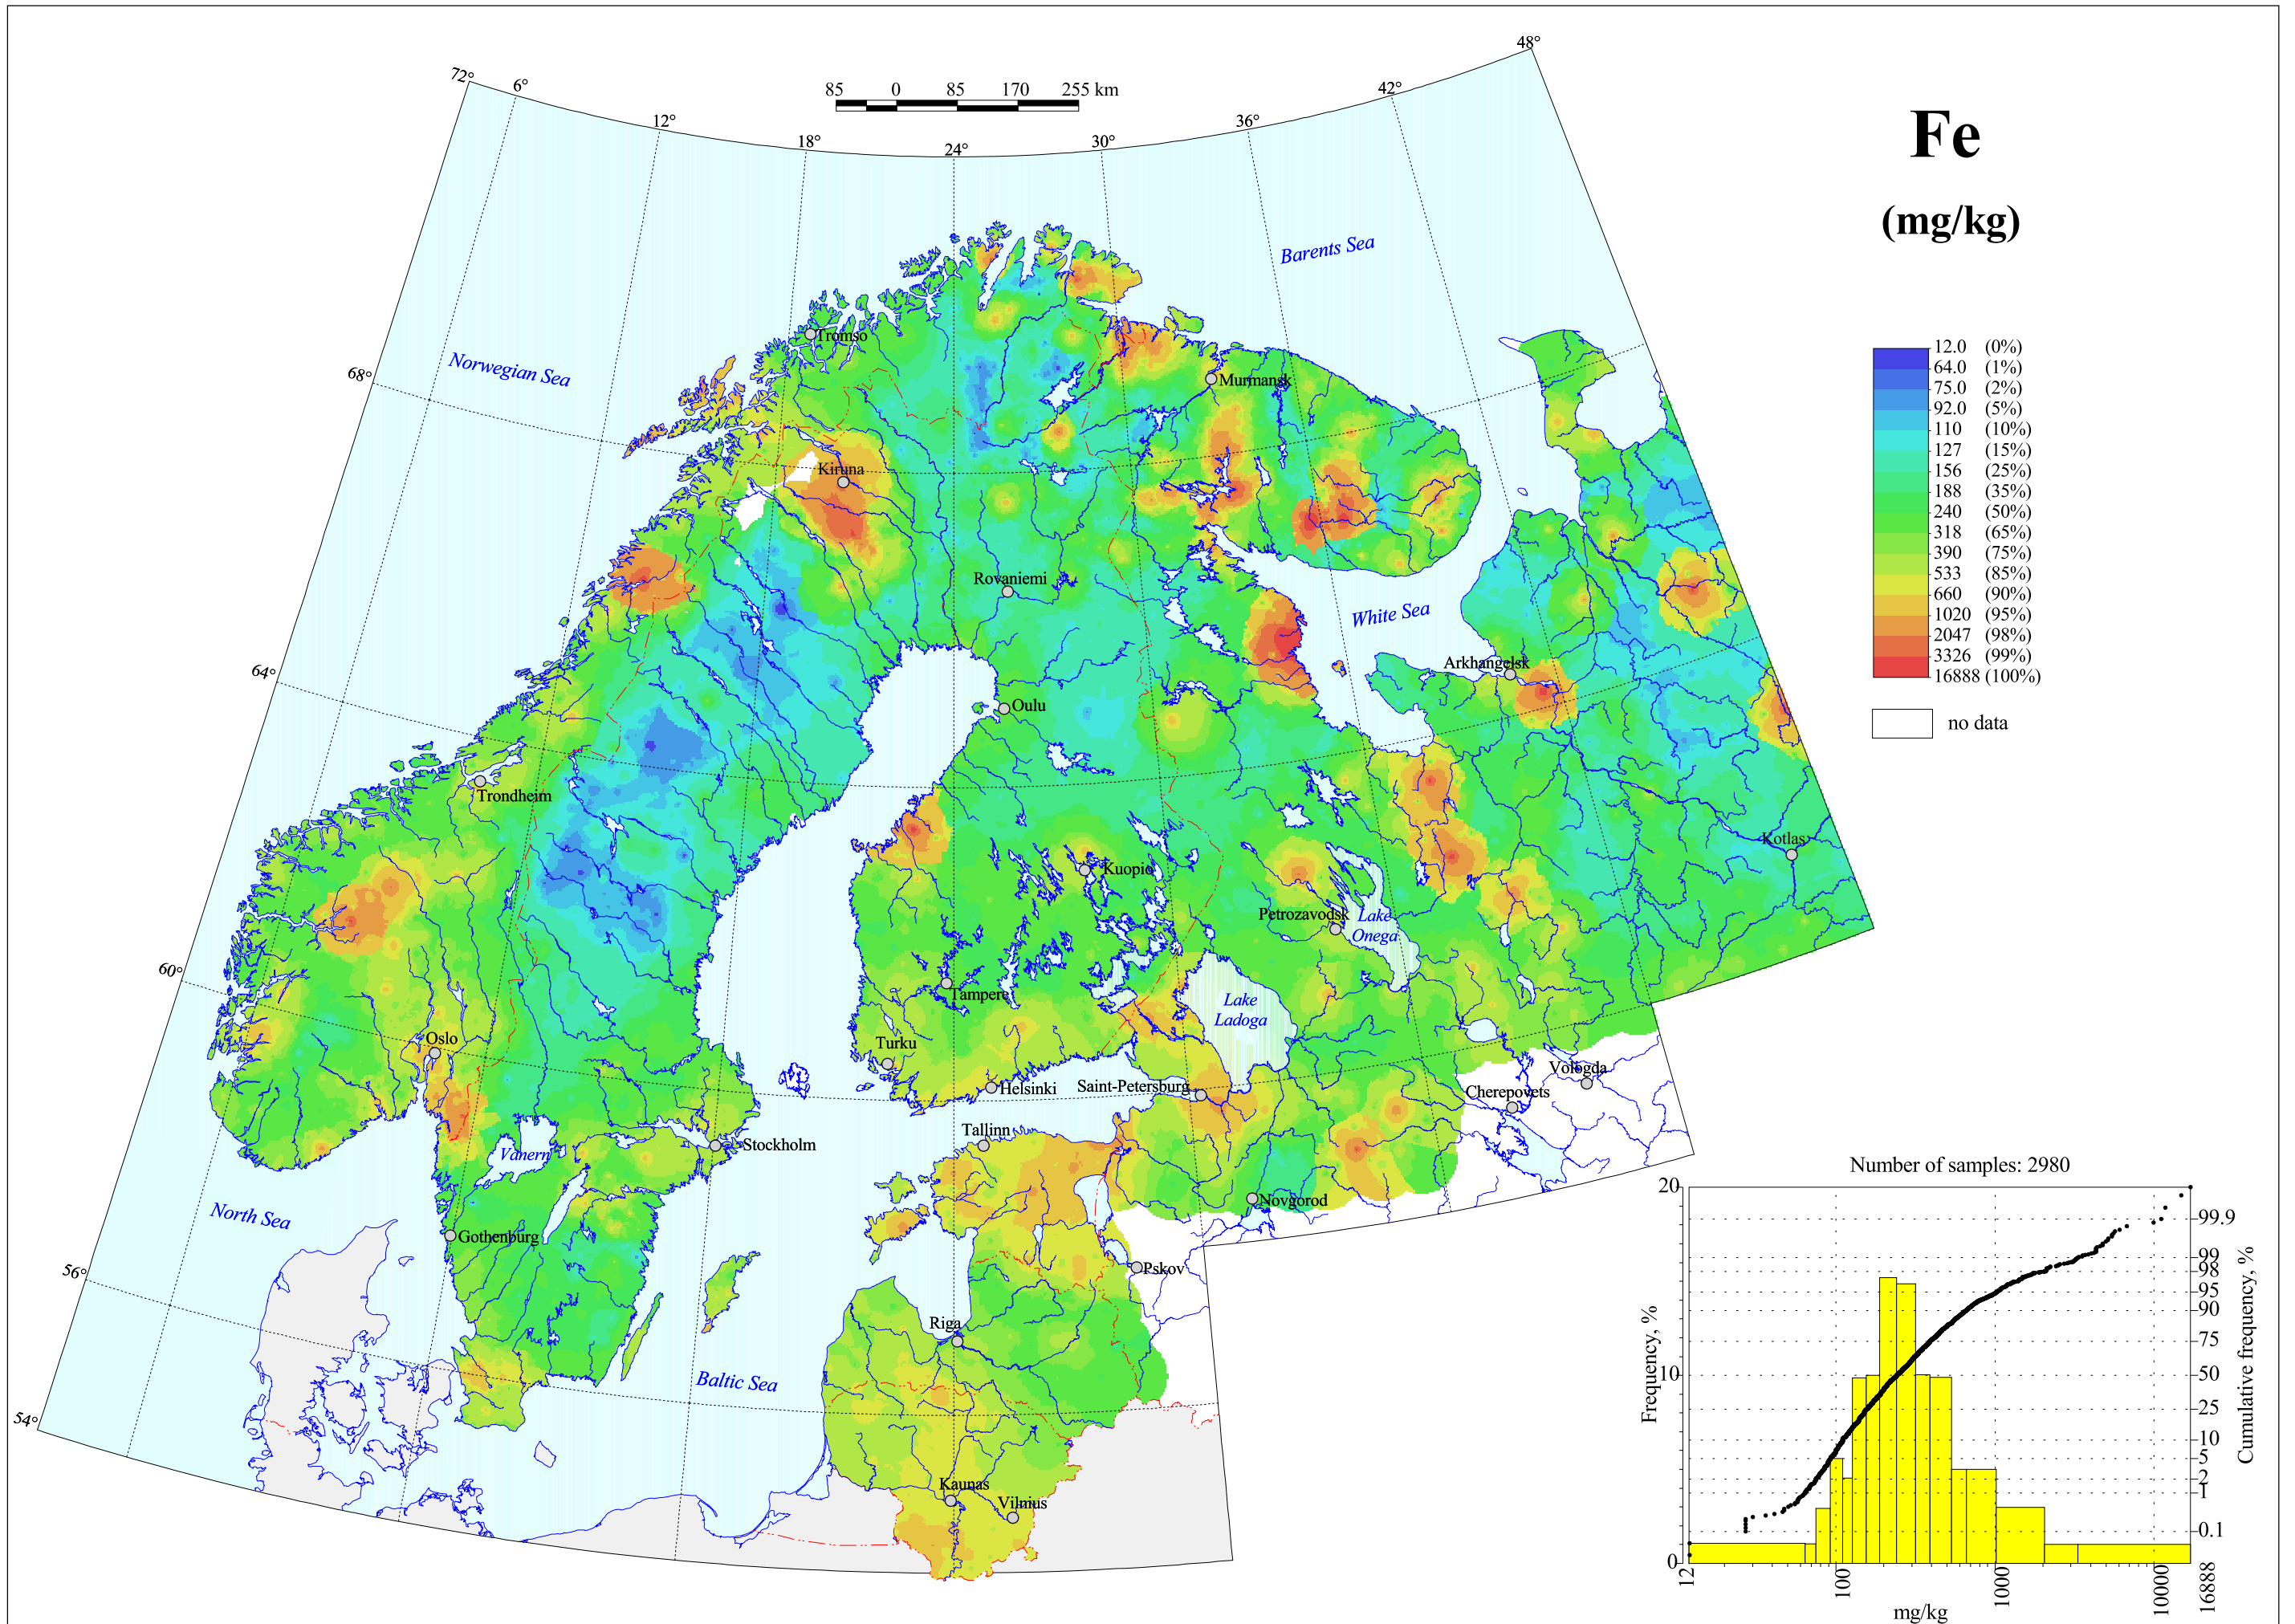 Fe
(mg/kg)
72°
6°
12°
18°
24°
30°
36°
42°
48°
85 0 85 170 255 km
68°
64°
60°
56°
54°
Barents Sea
Norwegian Sea
White Sea
North Sea
Baltic Sea
Lake
Onega
Lake
Ladoga
Vanern
Tromso
Murmansk
Kiruna
Rovaniemi
Arkhangelsk
Oulu
Trondheim
Kotlas
Kuopio
Petrozavodsk
Tampere
Oslo
Turku
Helsinki
Saint-Petersburg
Vologda
Cherepovets
Stockholm
Tallinn
Novgorod
Gothenburg
Pskov
Riga
Kaunas
Vilnius
12.0 (0%)
64.0 (1%)
75.0 (2%)
92.0 (5%)
110 (10%)
127 (15%)
156 (25%)
188 (35%)
240 (50%)
318 (65%)
390 (75%)
533 (85%)
660 (90%)
1020 (95%)
2047 (98%)
3326 (99%)
16888 (100%)
no data
Number of samples: 2980
Frequency, %
20
10
0
Cumulative frequency, %
99.9
99
98
95
90
75
50
25
10
5
2
1
0.1
12
100
1000
10000
16888
mg/kg